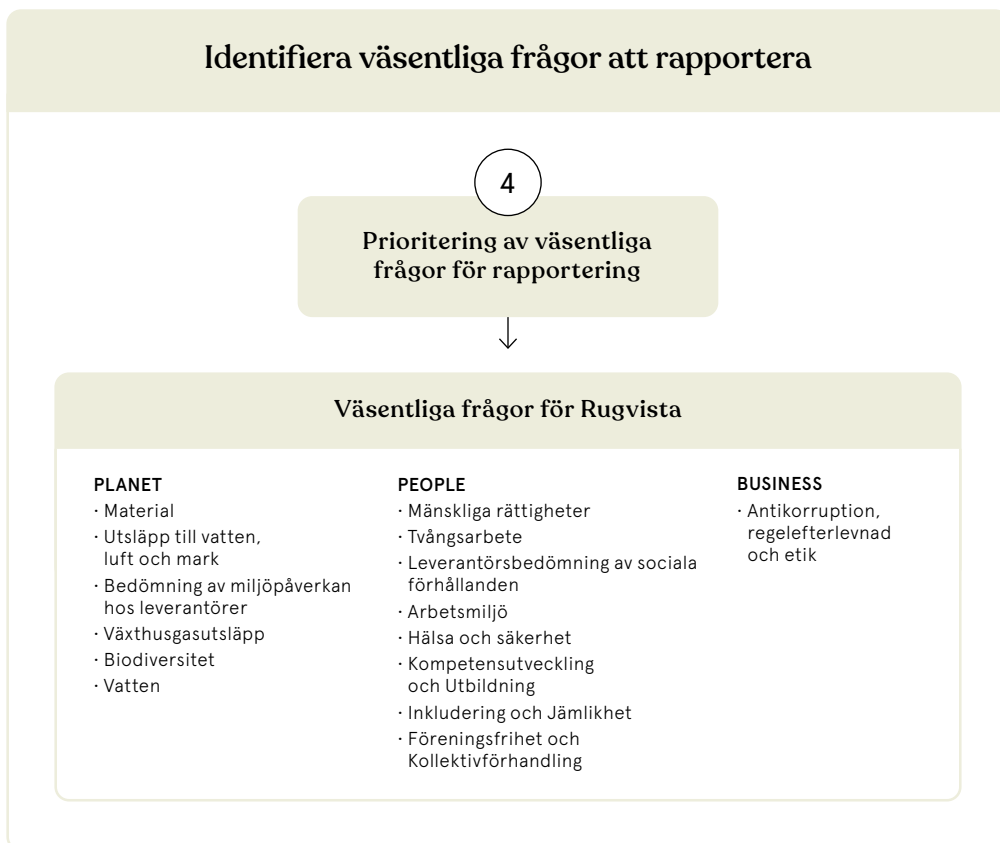 Identifiera väsentliga frågor att rapportera
4
Prioritering av väsentliga
frågor för rapportering
Väsentliga frågor för Rugvista
PLANET
· Material
· Utsläpp till vatten,
luft och mark
· Bedömning av miljöpåverkan
hos leverantörer
· Växthusgasutsläpp
· Biodiversitet
· Vatten
PEOPLE
· Mänskliga rättigheter
· Tvångsarbete
· Leverantörsbedömning av sociala
förhållanden
· Arbetsmiljö
· Hälsa och säkerhet
· Kompetensutveckling
och Utbildning
· Inkludering och Jämlikhet
· Föreningsfrihet och
Kollektivförhandling
BUSINESS
· Antikorruption,
regelefterlevnad
och etik